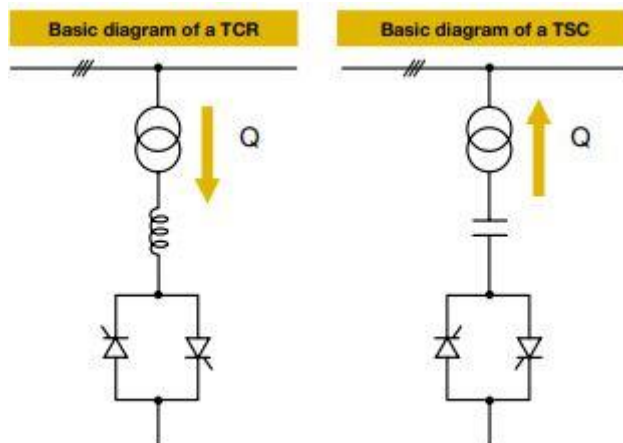 Basic diagram of a TCR
Basic diagram of a TSC
Q
Q